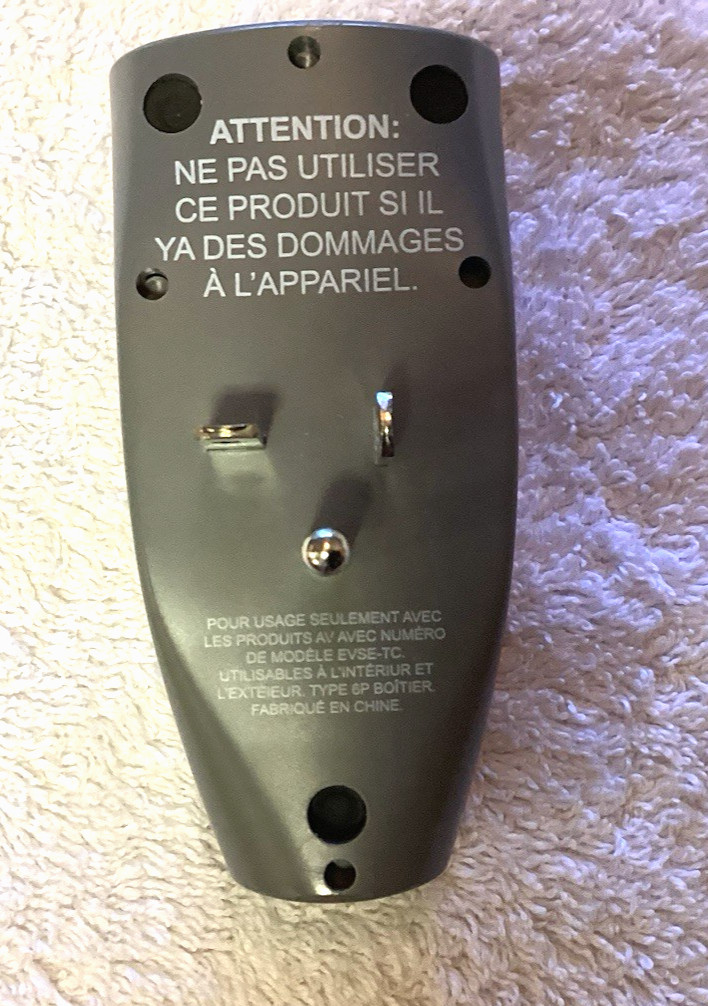 ATTENTION:
NE PAS UTILISER
CE PRODUIT SI IL
YA DES DOMMAGES
À L'APPARIEL.
POUR USAGE SEULEMENT AVEC
LES PRODUITS AV AVEC NUMÉRO
DE MODÈLE EVSE-TC.
UTILISABLES À L'INTÉRIUR ET
L'EXTÉIEUR. TYPE 6P BOÎTIER.
FABRIQUÉ EN CHINE.